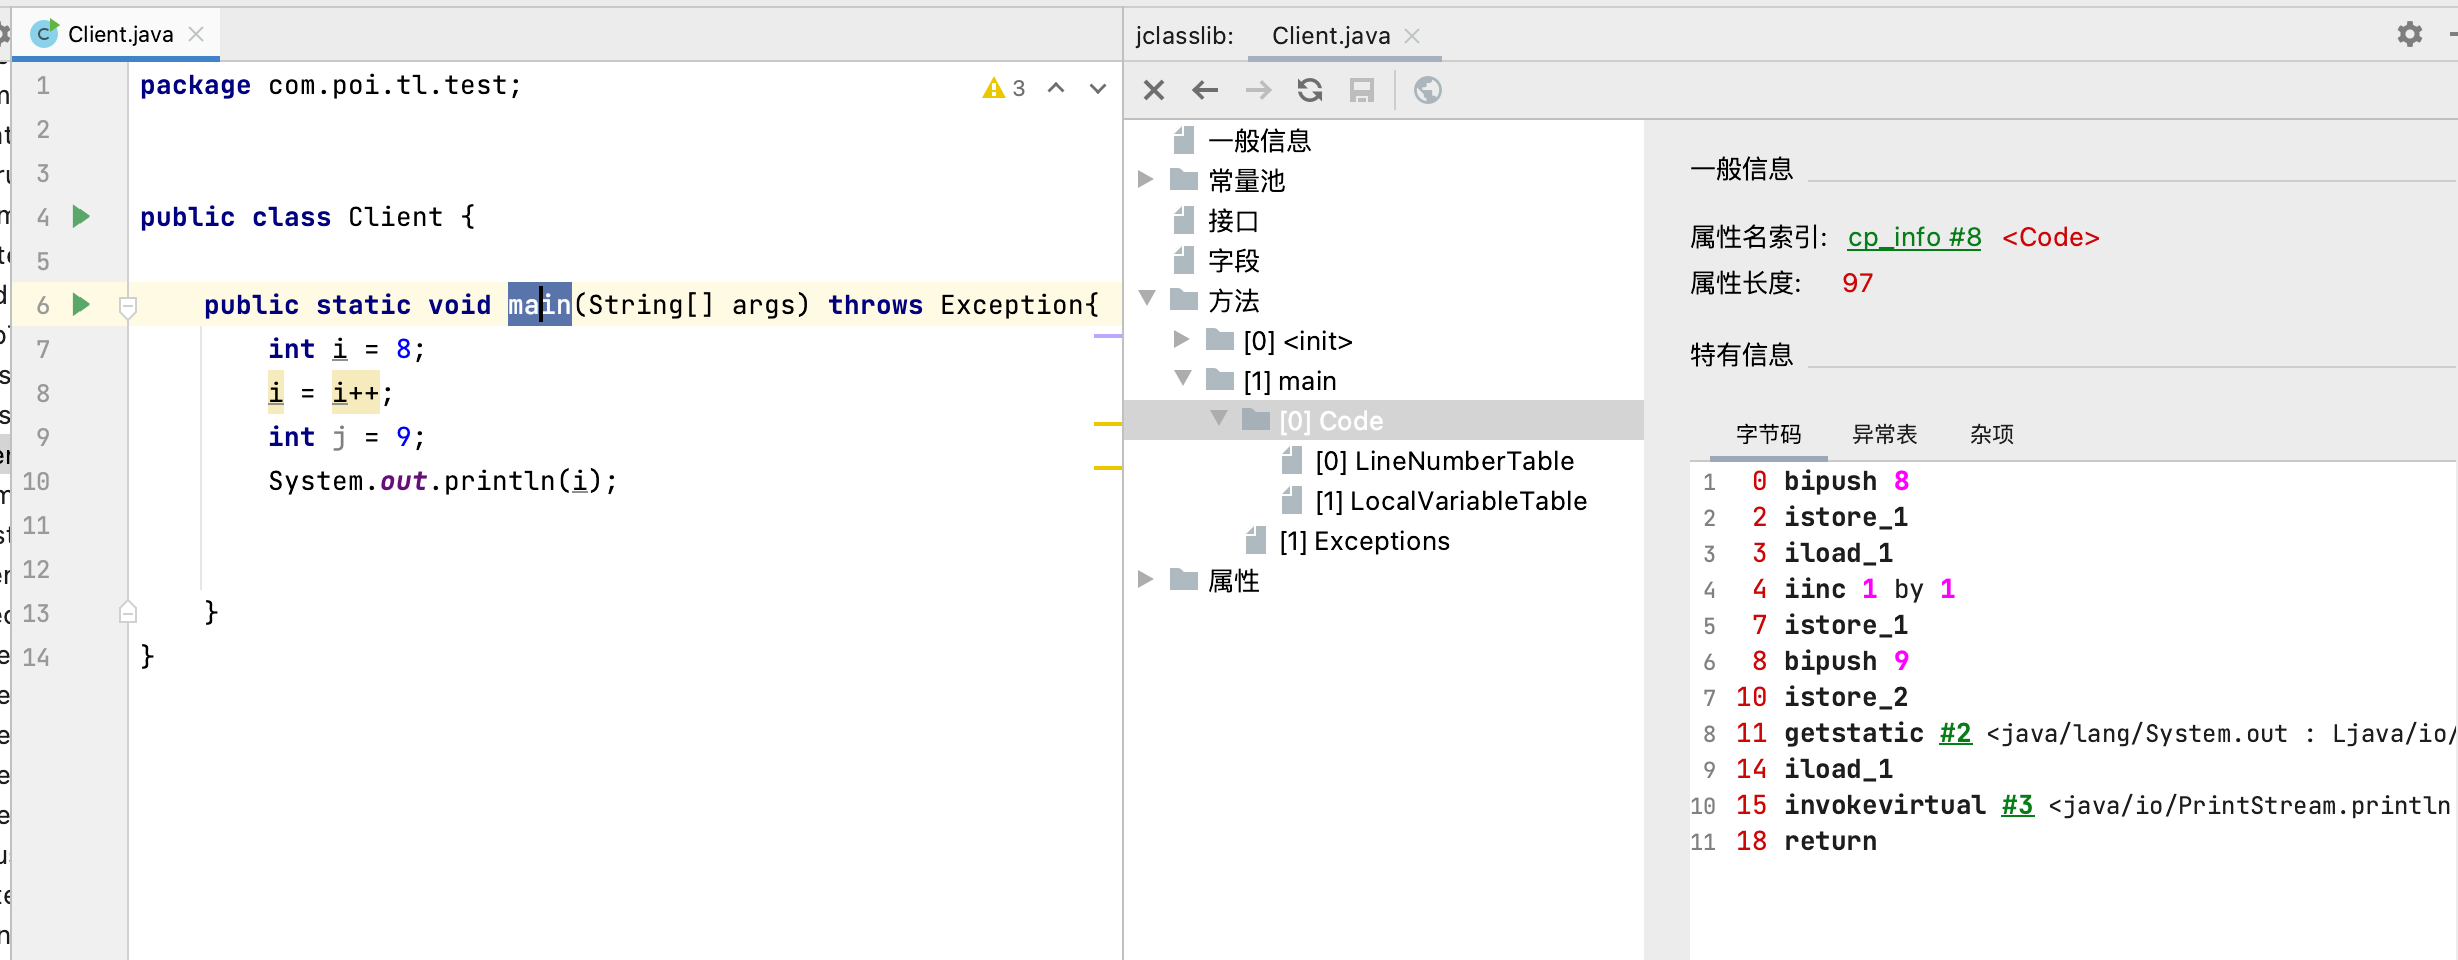 Client.java
1 package com.poi.tl.test;
3
2
3
4 public class Client {
5
6 public static void main(String[] args) throws Exception{
7 int i = 8;
8 i = i++;
9 int j = 9;
10 System.out.println(i);
11
12
13 }
14 }
jclasslib: Client.java
一般信息
常量池
接口
字段
方法
[0] <init>
[1] main
[0] Code
[0] LineNumberTable
[1] LocalVariableTable
[1] Exceptions
属性
一般信息
属性名索引: cp_info #8 <Code>
属性长度: 97
特有信息
字节码 异常表 杂项
1 0 bipush 8
2 2 istore_1
3 3 iload_1
4 4 iinc 1 by 1
5 7 istore_1
6 8 bipush 9
7 10 istore_2
8 11 getstatic #2 <java/lang/System.out : Ljava/io/
9 14 iload_1
10 15 invokevirtual #3 <java/io/PrintStream.println
11 18 return